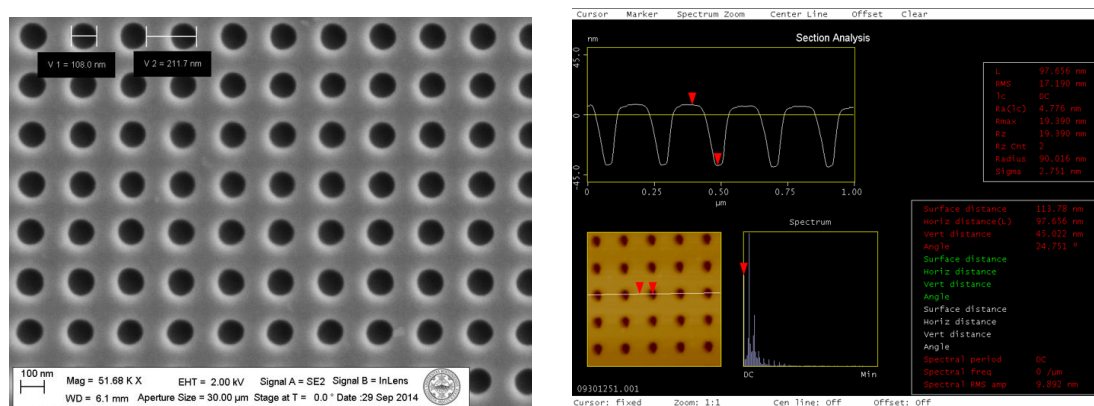 V 1 = 108.0 nm
V 2 = 211.7 nm
100 nm
Mag = 51.68 K X
EHT = 2.00 kV
Signal A = SE2
Signal B = InLens
WD = 6.1 mm
Aperture Size = 30.00 µm
Stage at T = 0.0 °
Date :29 Sep 2014
Cursor Marker Spectrum Zoom Center Line Offset Clear
Section Analysis
nm
45.0
0
-45.0
0 0.25 0.50 0.75 1.00
µm
L 97.656 nm
RMS 17.190 nm
lc DC
Ra(lc) 4.776 nm
Rmax 19.390 nm
Rz 19.390 nm
Rz Cnt 2
Radius 90.016 nm
Sigma 2.751 nm
Spectrum
DC Min
Surface distance 113.78 nm
Horiz distance(L) 97.656 nm
Vert distance 45.022 nm
Angle 24.751 °
Surface distance
Horiz distance
Vert distance
Angle
Surface distance
Horiz distance
Vert distance
Angle
Spectral period DC
Spectral freq 0 /µm
Spectral RMS amp 9.892 nm
09301251.001
Cursor: fixed Zoom: 1:1 Cen line: Off Offset: Off